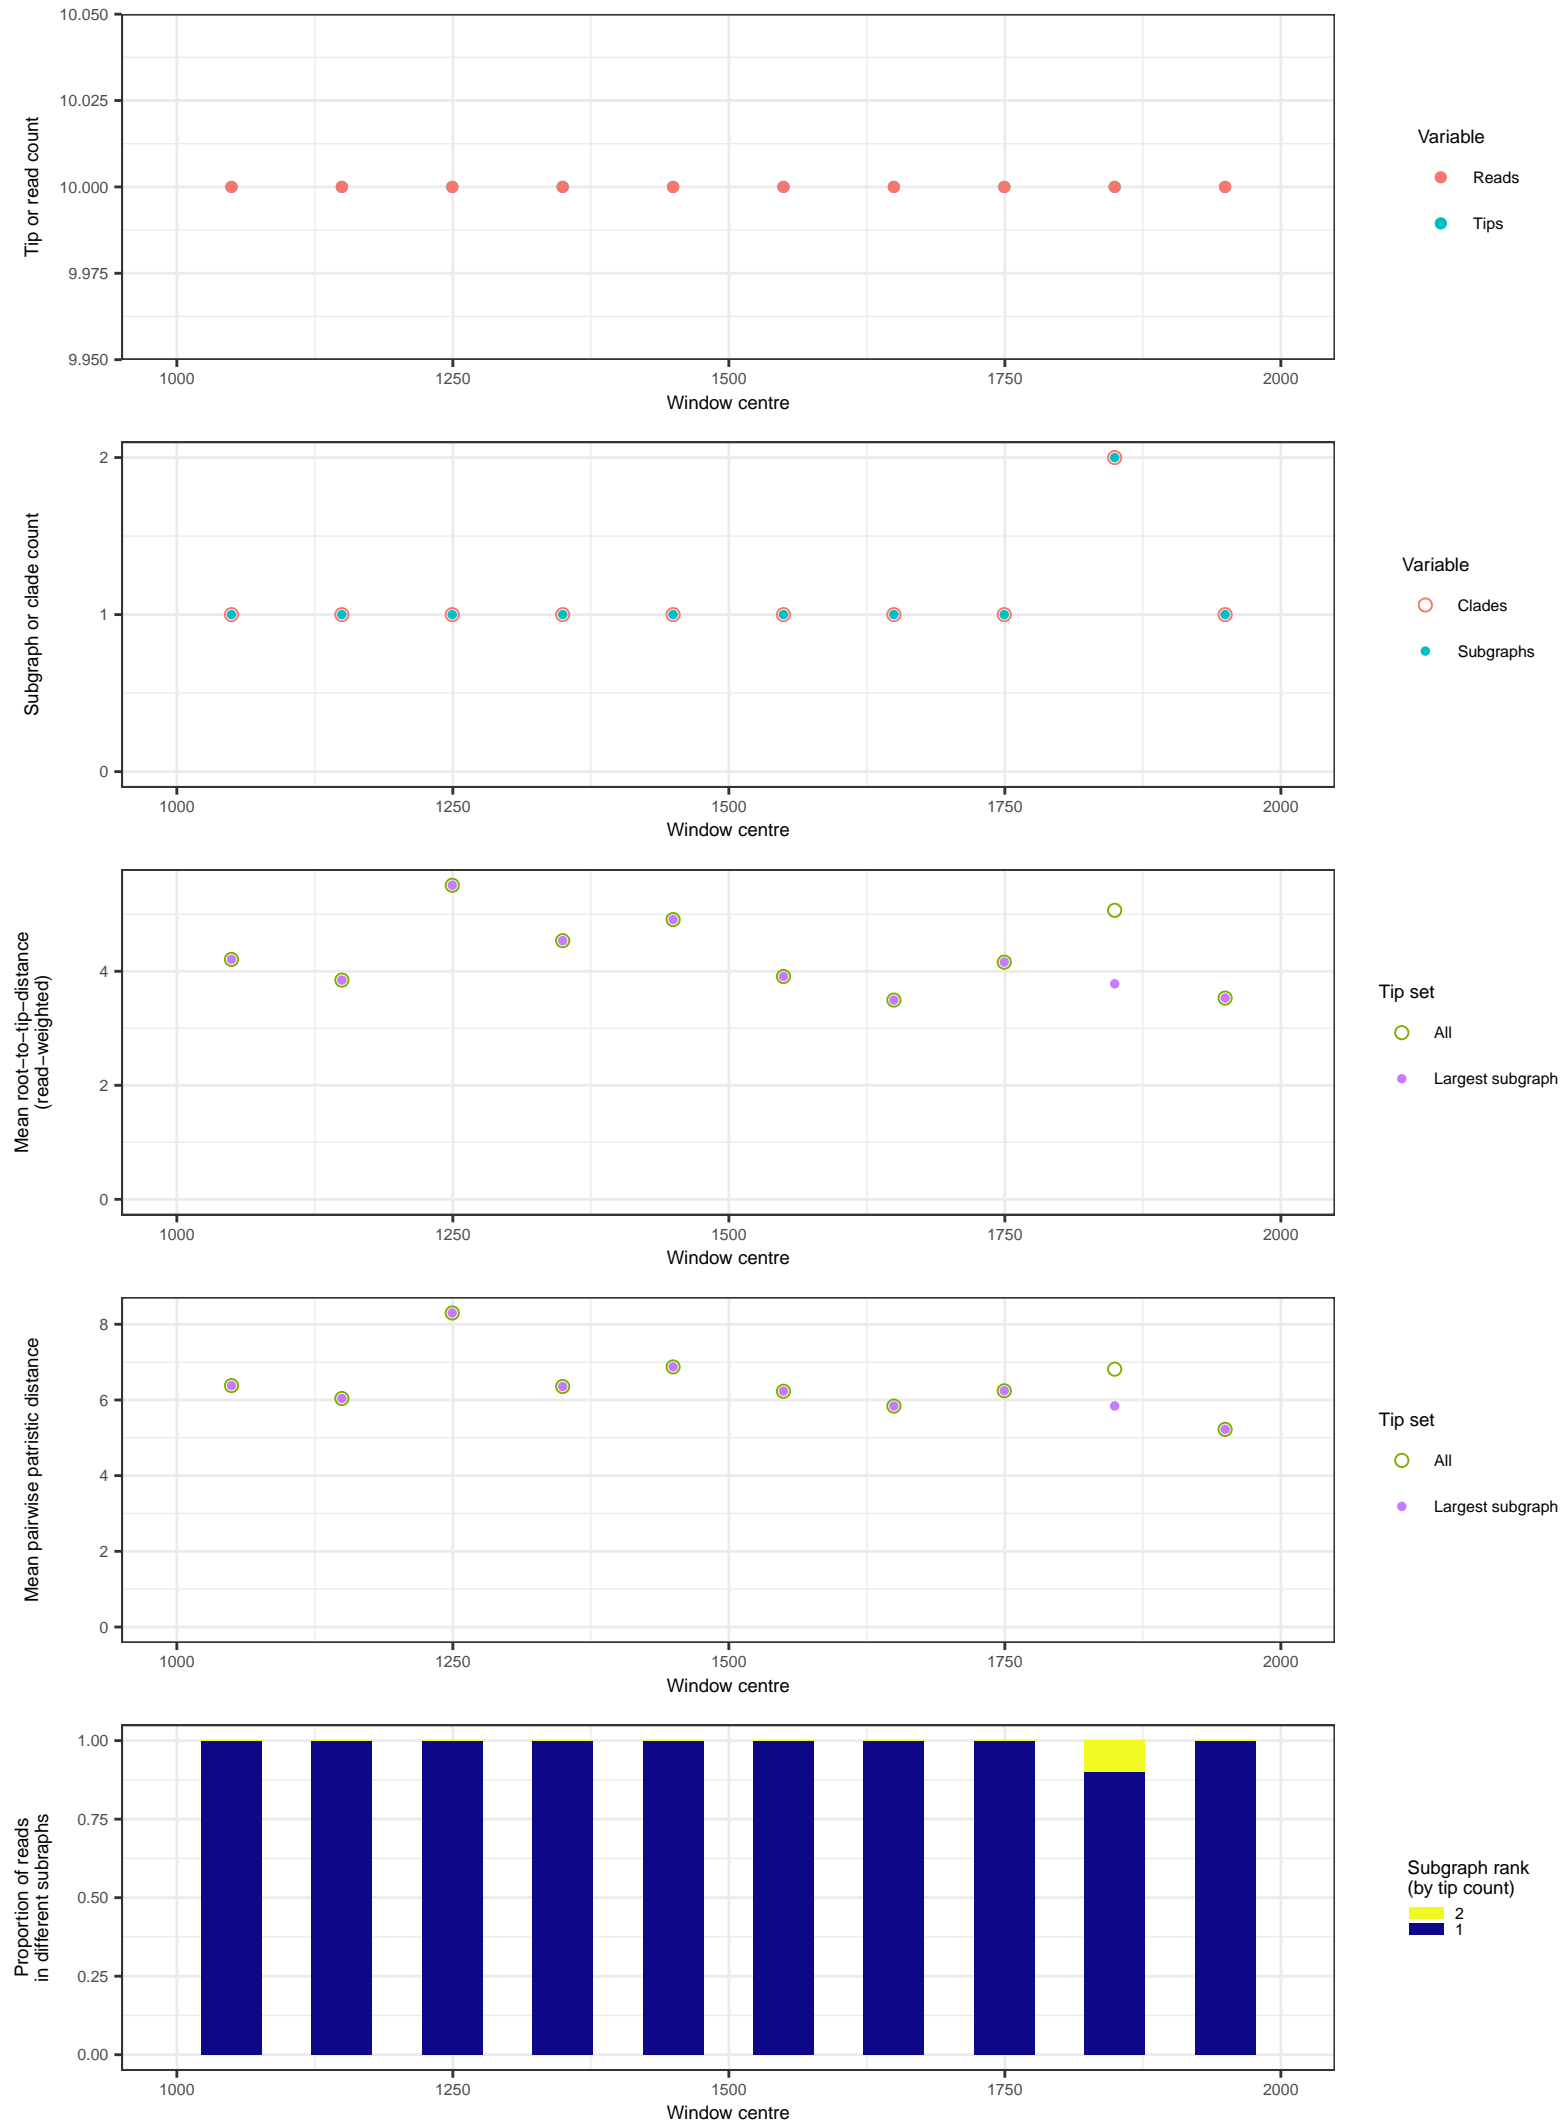 10.050
10.025
10.000
9.975
9.950
Tip or read count
1000 1250 1500 1750 2000
Window centre
Variable
Reads
Tips
2
1
0
Subgraph or clade count
1000 1250 1500 1750 2000
Window centre
Variable
Clades
Subgraphs
4
2
0
Mean root−to−tip−distance
(read−weighted)
1000 1250 1500 1750 2000
Window centre
Tip set
All
Largest subgraph
8
6
4
2
0
Mean pairwise patristic distance
1000 1250 1500 1750 2000
Window centre
Tip set
All
Largest subgraph
1.00
0.75
0.50
0.25
0.00
Proportion of reads
in different subraphs
1000 1250 1500 1750 2000
Window centre
Subgraph rank
(by tip count)
2
1